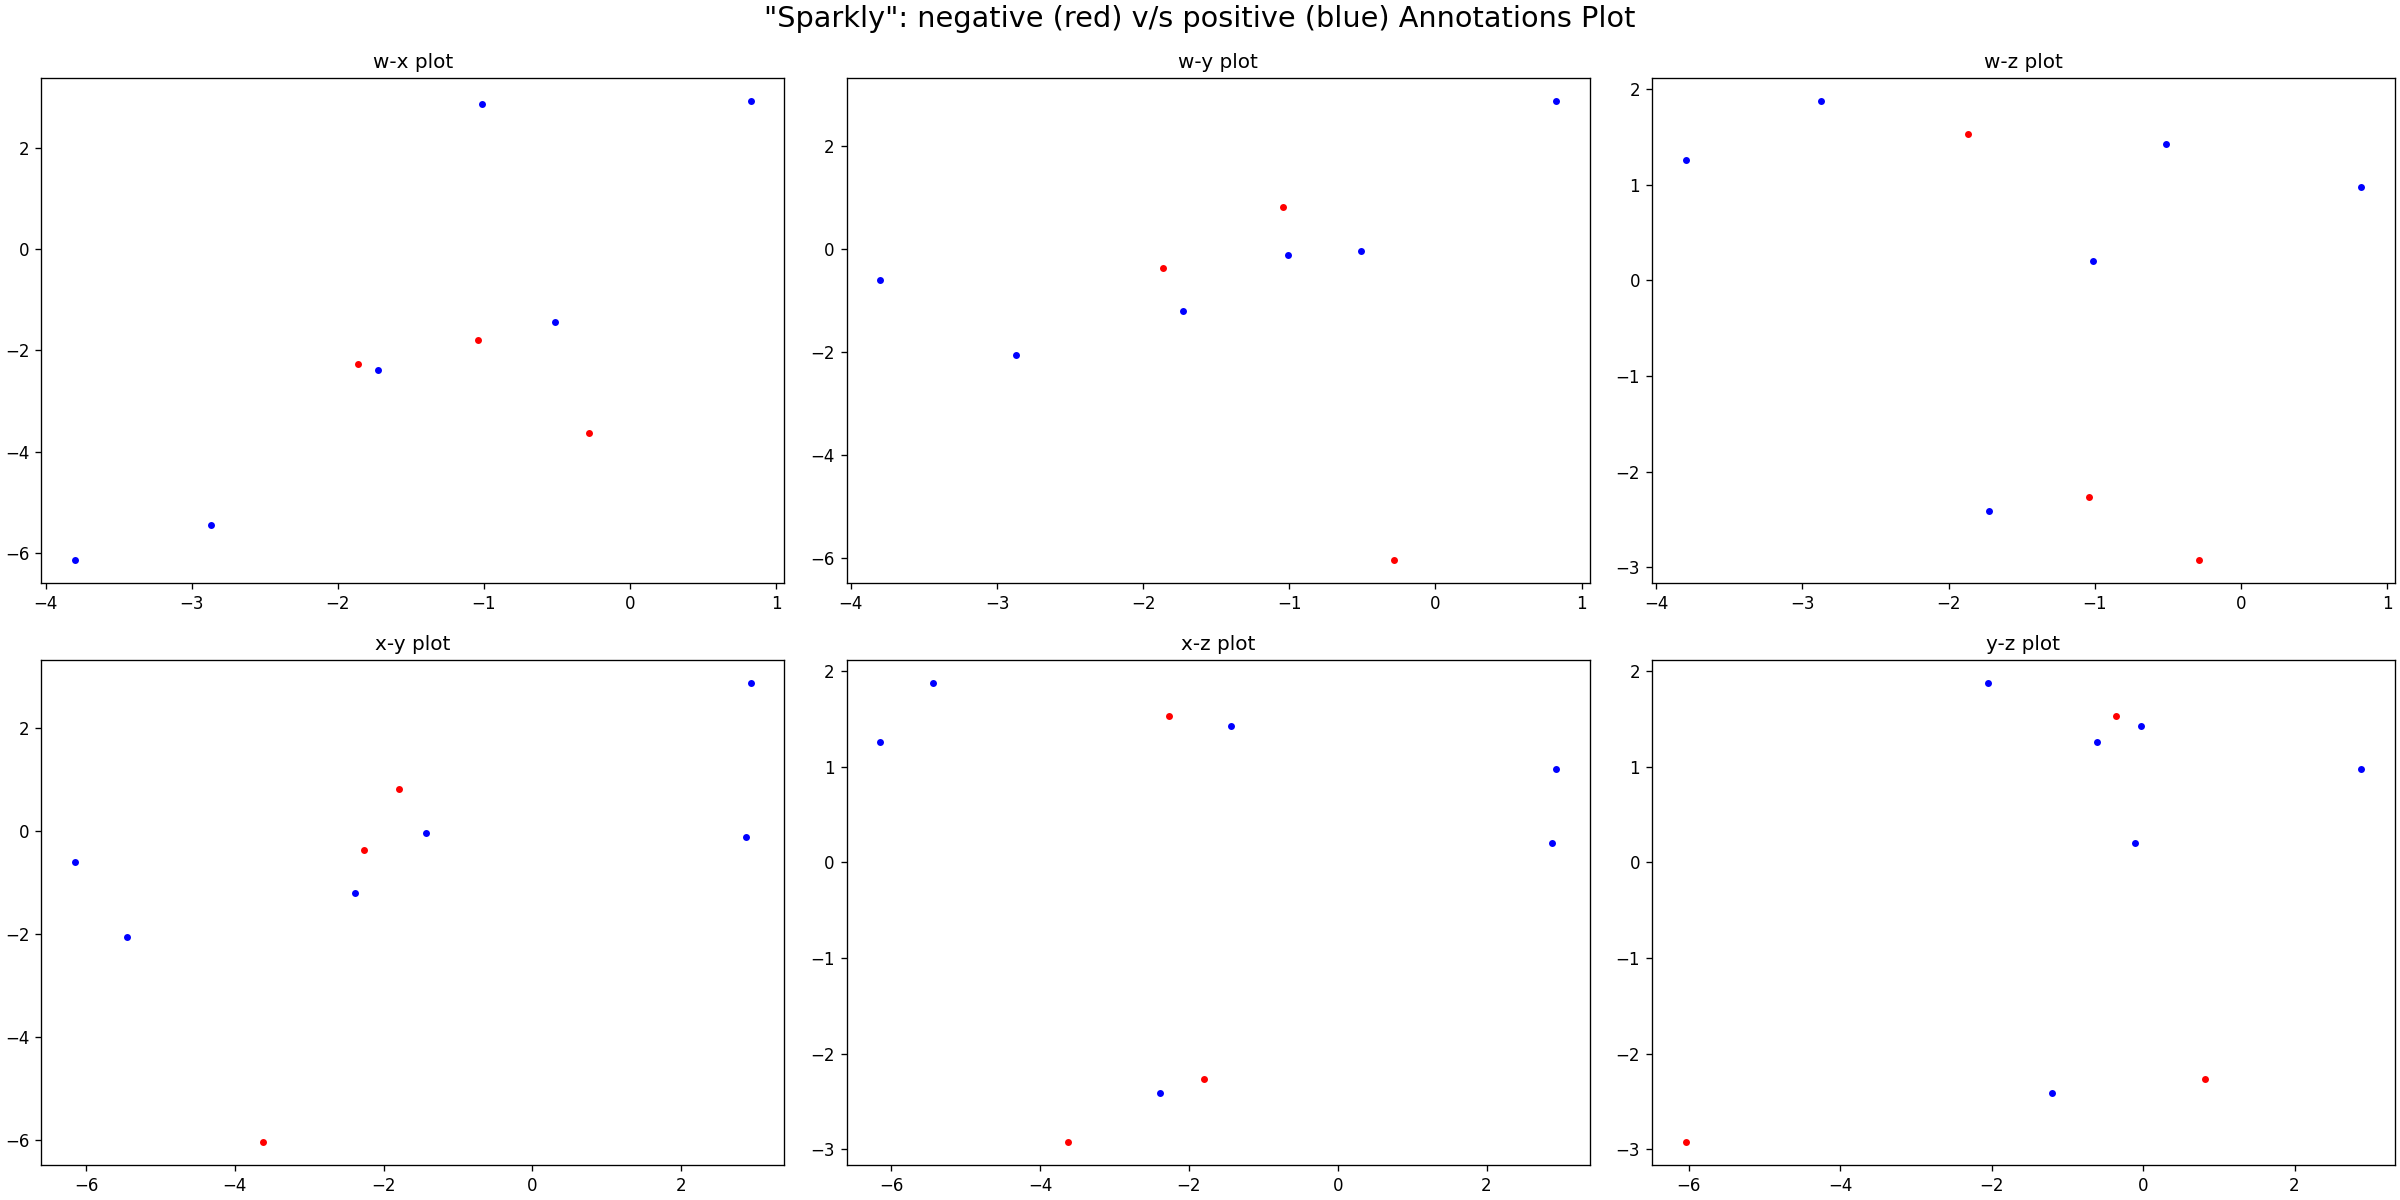 "Sparkly": negative (red) v/s positive (blue) Annotations Plot
w-x plot
2
0
−2
−4
−6
−4 −3 −2 −1 0 1
w-y plot
2
0
−2
−4
−6
−4 −3 −2 −1 0 1
w-z plot
2
1
0
−1
−2
−3
−4 −3 −2 −1 0 1
x-y plot
2
0
−2
−4
−6
−6 −4 −2 0 2
x-z plot
2
1
0
−1
−2
−3
−6 −4 −2 0 2
y-z plot
2
1
0
−1
−2
−3
−6 −4 −2 0 2